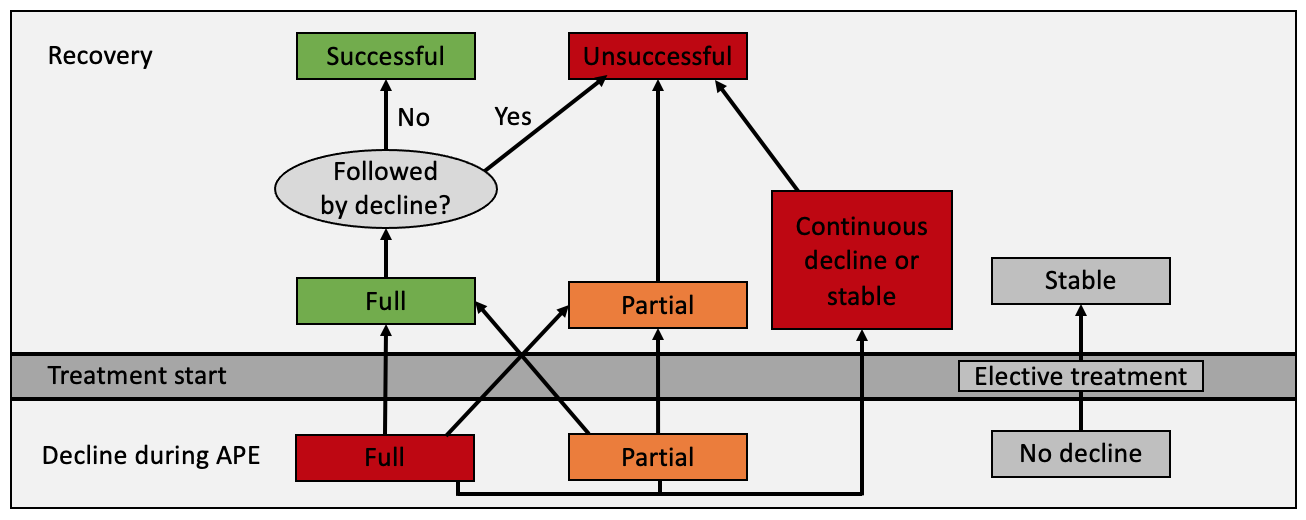 Recovery
Successful
Unsuccessful
No
Yes
Followed
by decline?
Continuous
decline or
stable
Full
Partial
Stable
Treatment start
Elective treatment
Decline during APE
Full
Partial
No decline